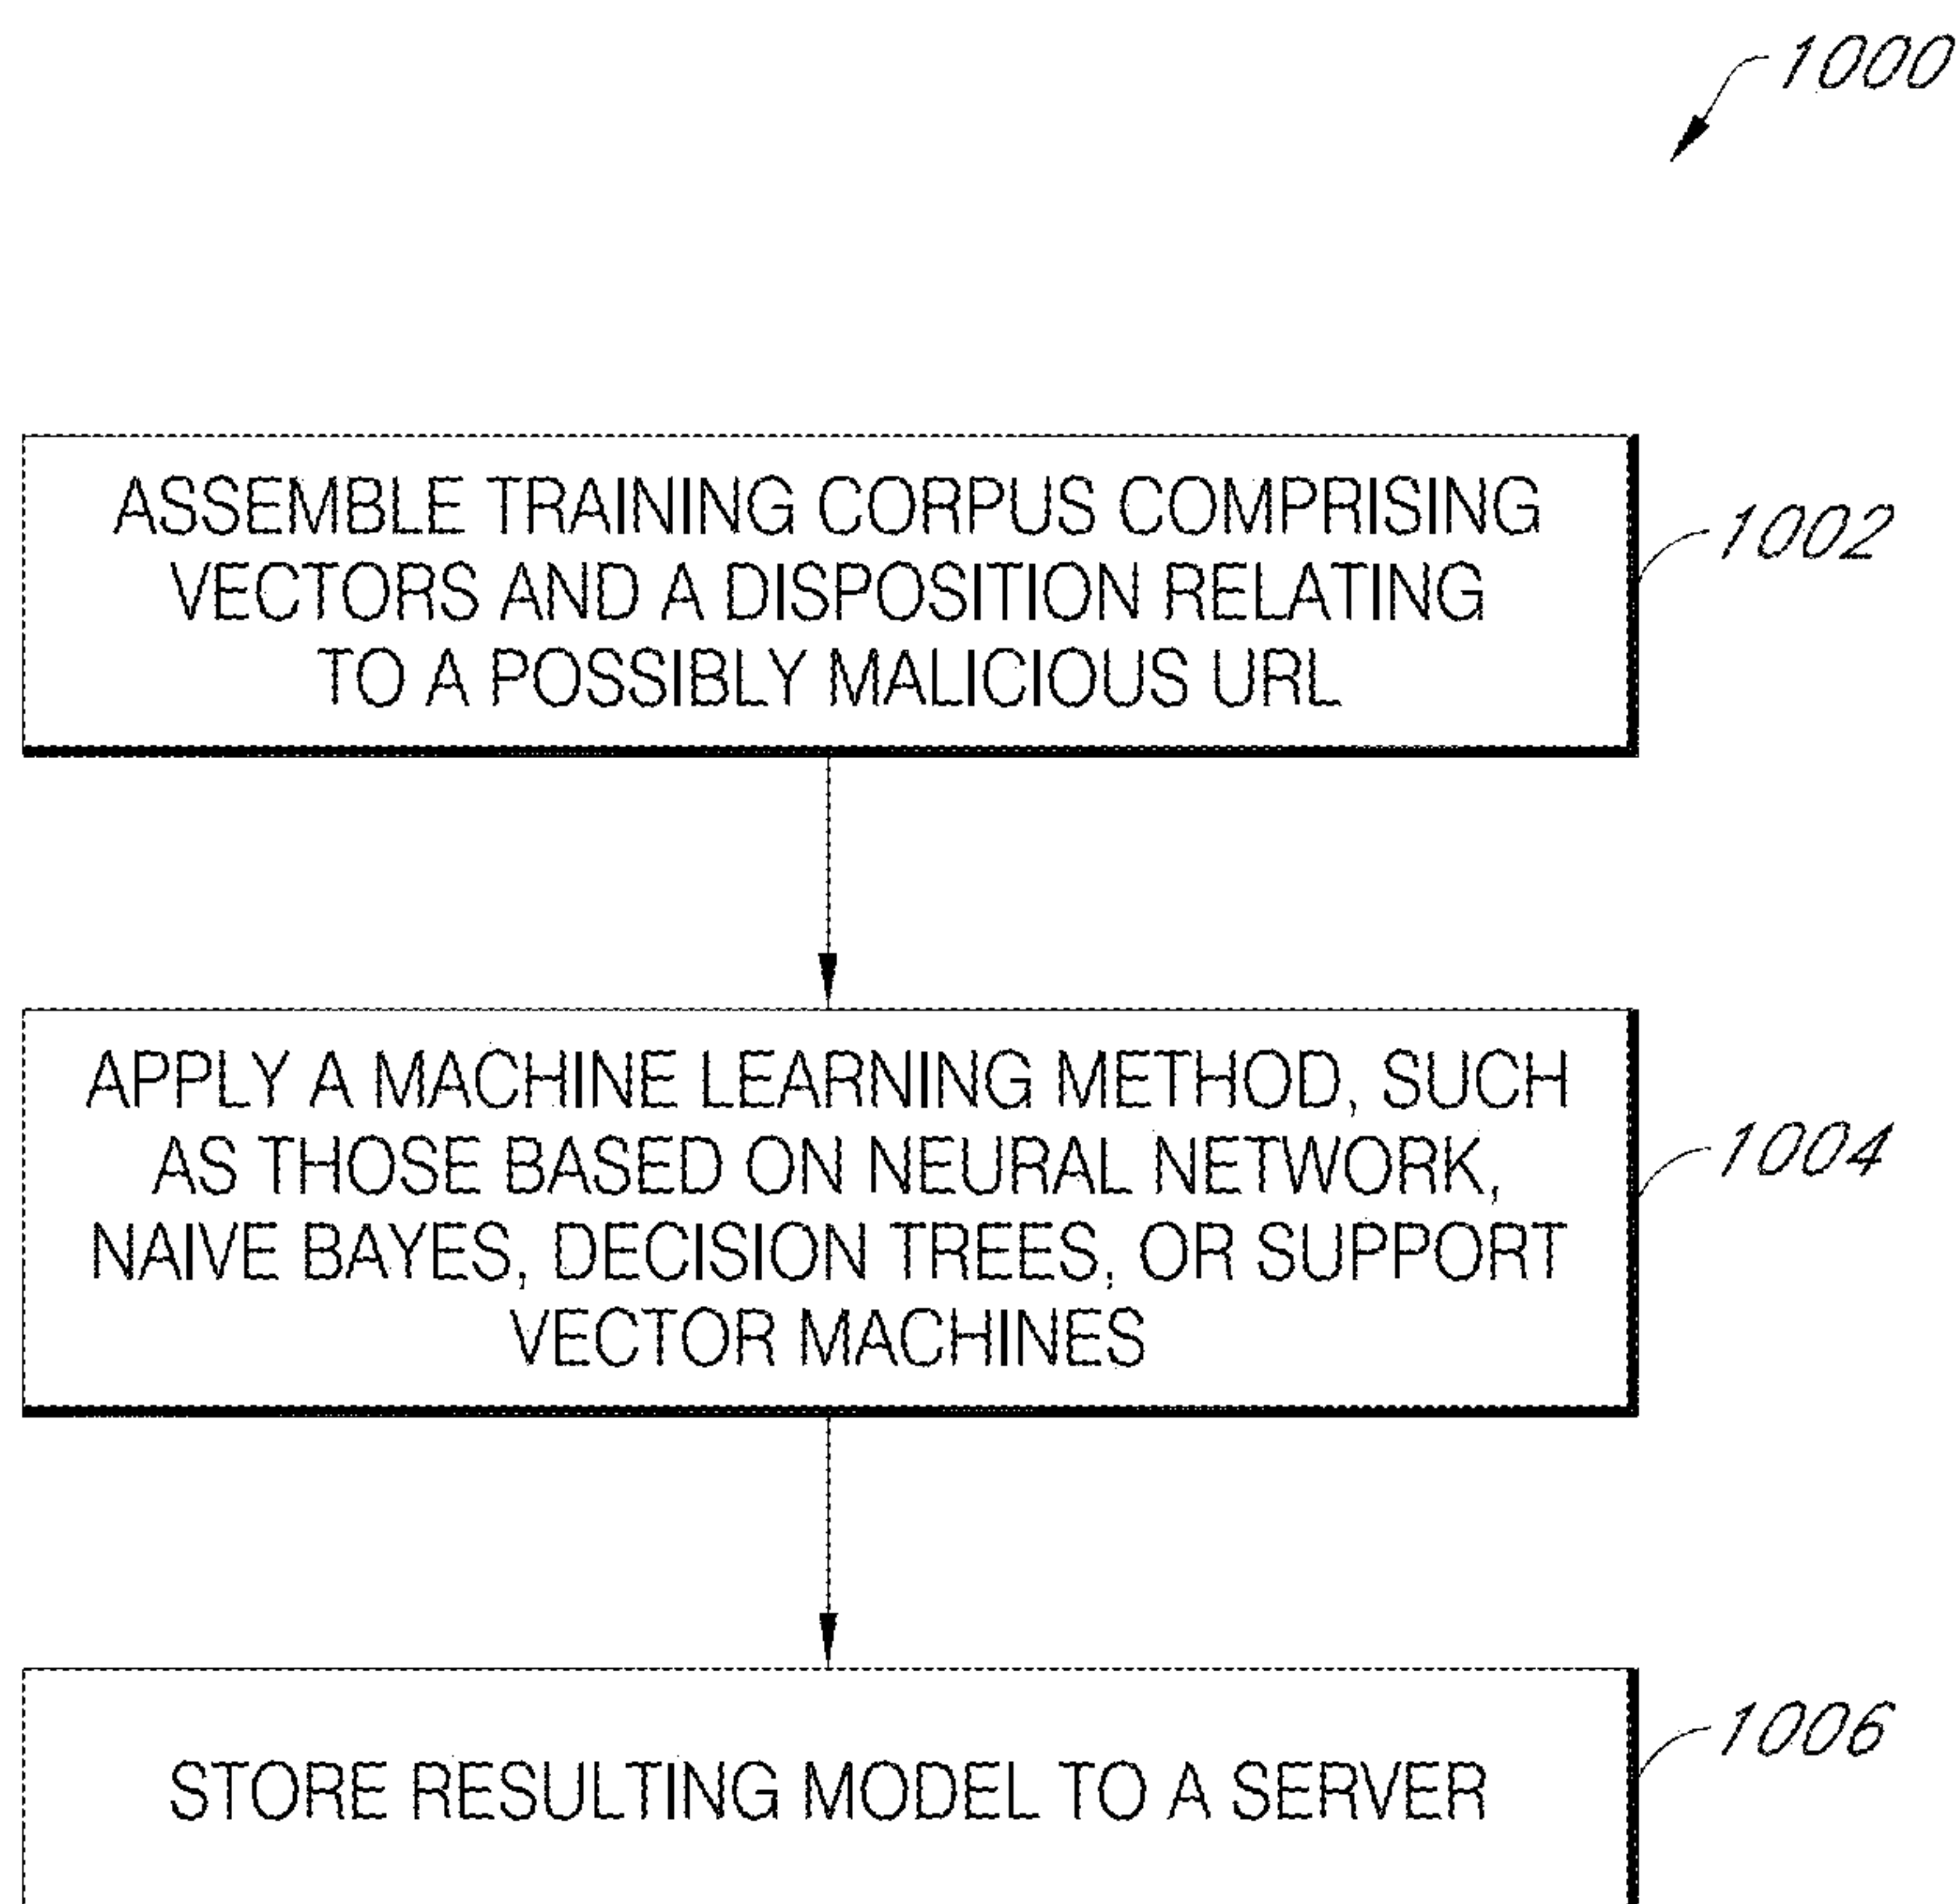 1000
ASSEMBLE TRAINING CORPUS COMPRISING
VECTORS AND A DISPOSITION RELATING
TO A POSSIBLY MALICIOUS URL
1002
APPLY A MACHINE LEARNING METHOD, SUCH
AS THOSE BASED ON NEURAL NETWORK,
NAIVE BAYES, DECISION TREES, OR SUPPORT
VECTOR MACHINES
1004
STORE RESULTING MODEL TO A SERVER
1006